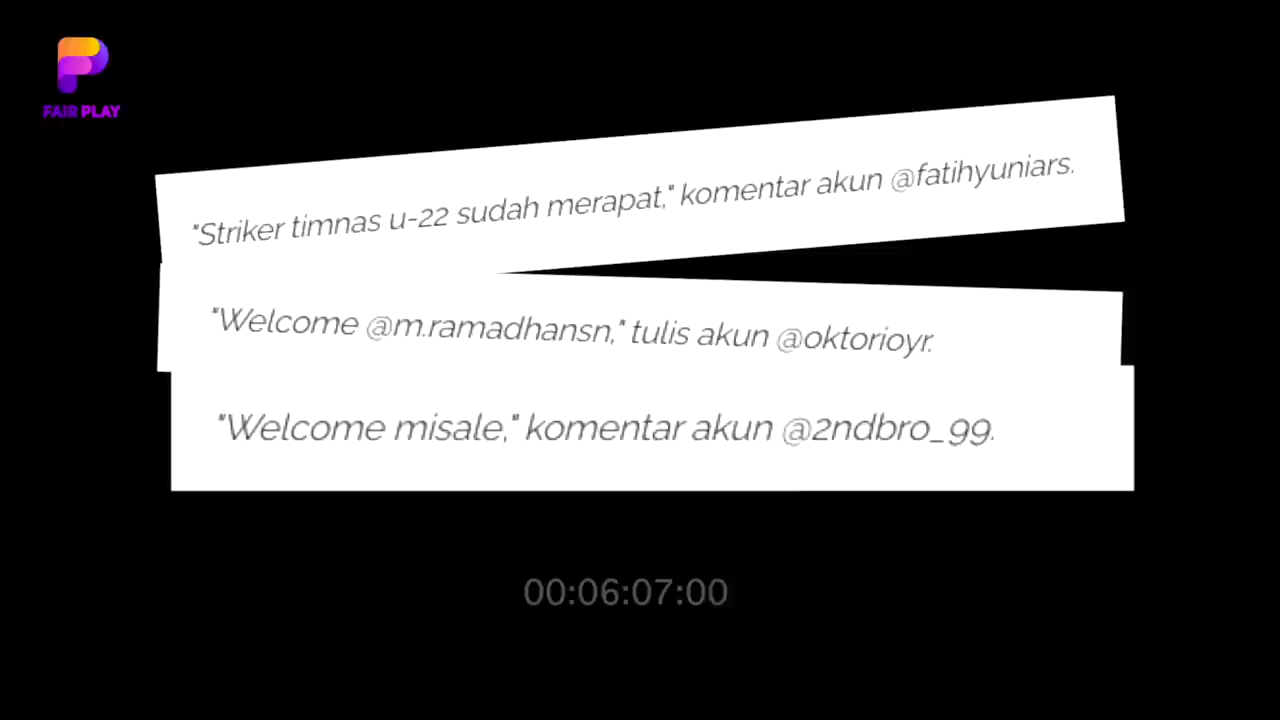 FAIR PLAY
"Striker timnas u-22 sudah merapat," komentar akun @fatihyuniars.
"Welcome @m.ramadhansn," tulis akun @oktorioyr.
"Welcome misale," komentar akun @2ndbro_99.
00:06:07:00